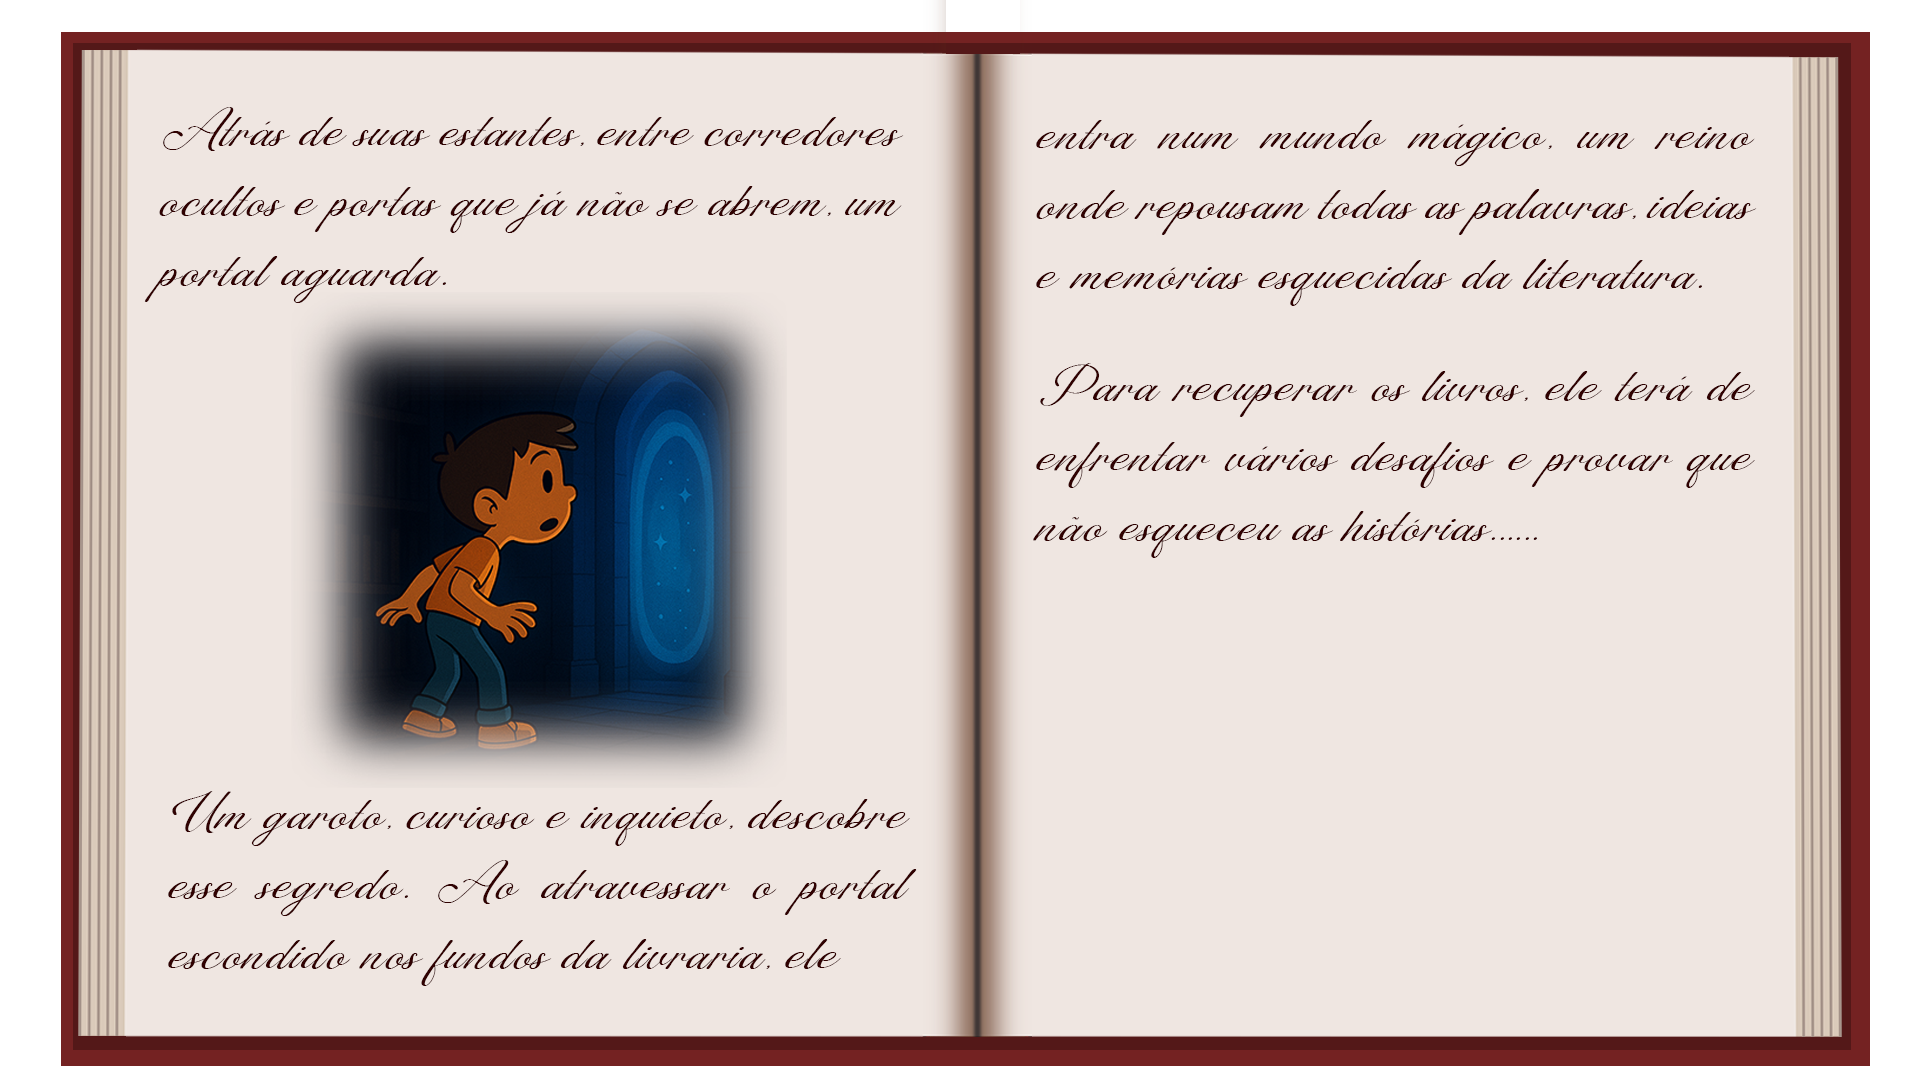 Atrás de suas estantes, entre corredores
ocultos e portas que já não se abrem, um
portal aguarda.
Um garoto, curioso e inquieto, descobre
esse segredo. Ao atravessar o portal
escondido nos fundos da livraria, ele
entra num mundo mágico, um reino
onde repousam todas as palavras, ideias
e memórias esquecidas da literatura.
Para recuperar os livros, ele terá de
enfrentar vários desafios e provar que
não esqueceu as histórias......